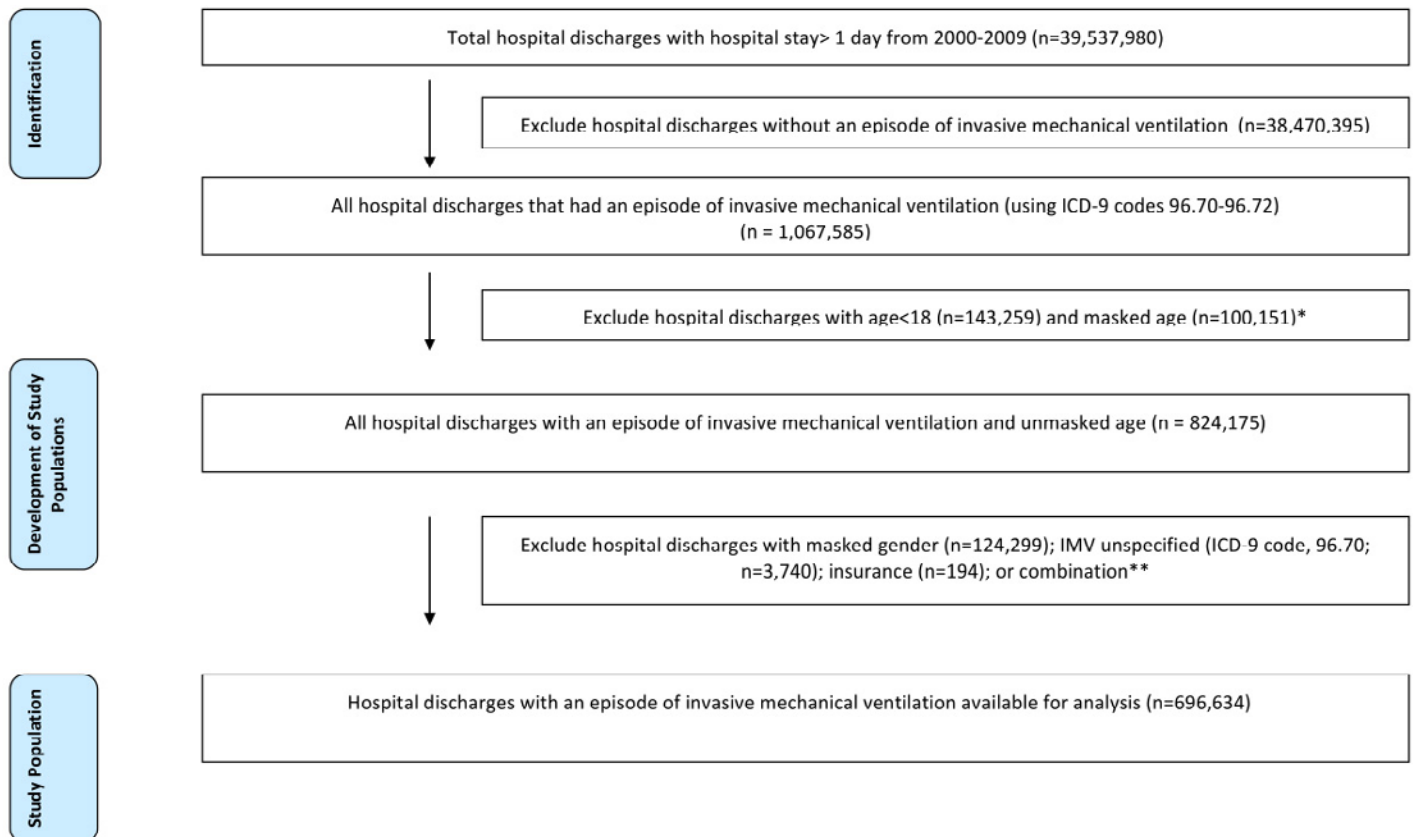 Identification
Total hospital discharges with hospital stay> 1 day from 2000-2009 (n=39,537,980)
Exclude hospital discharges without an episode of invasive mechanical ventilation (n=38,470,395)
All hospital discharges that had an episode of invasive mechanical ventilation (using ICD-9 codes 96.70-96.72)
(n = 1,067,585)
Exclude hospital discharges with age<18 (n=143,259) and masked age (n=100,151)*
Development of Study
Populations
All hospital discharges with an episode of invasive mechanical ventilation and unmasked age (n = 824,175)
Exclude hospital discharges with masked gender (n=124,299); IMV unspecified (ICD-9 code, 96.70;
n=3,740); insurance (n=194); or combination**
Study Population
Hospital discharges with an episode of invasive mechanical ventilation available for analysis (n=696,634)